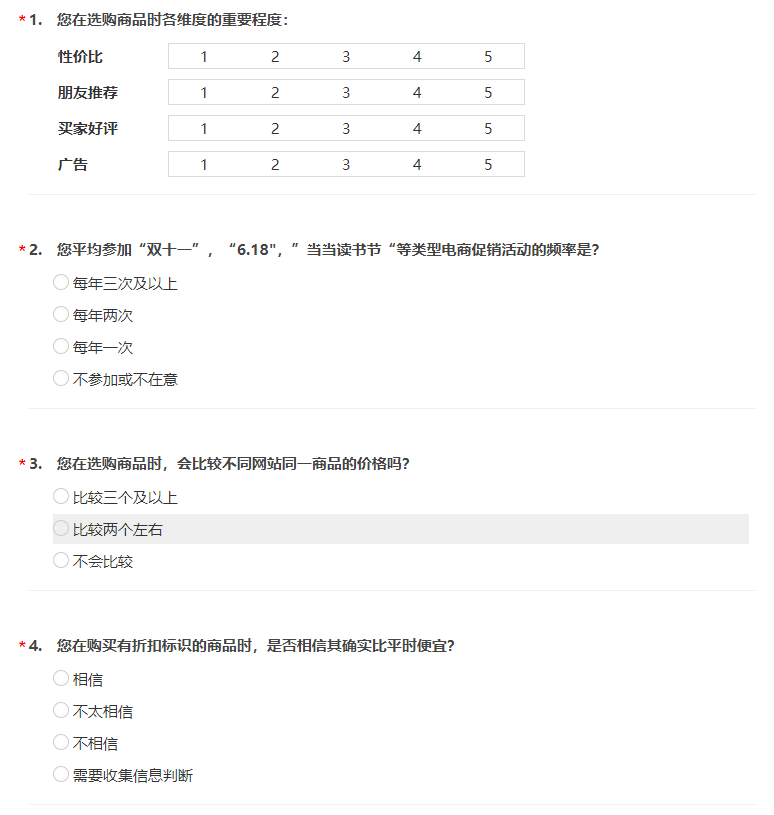 * 1. 您在选购商品时各维度的重要程度：
性价比 1 2 3 4 5
朋友推荐 1 2 3 4 5
买家好评 1 2 3 4 5
广告 1 2 3 4 5
* 2. 您平均参加“双十一”，“6.18"，”当当读书节“等类型电商促销活动的频率是？
每年三次及以上
每年两次
每年一次
不参加或不在意
* 3. 您在选购商品时，会比较不同网站同一商品的价格吗？
比较三个及以上
比较两个左右
不会比较
* 4. 您在购买有折扣标识的商品时，是否相信其确实比平时便宜？
相信
不太相信
不相信
需要收集信息判断